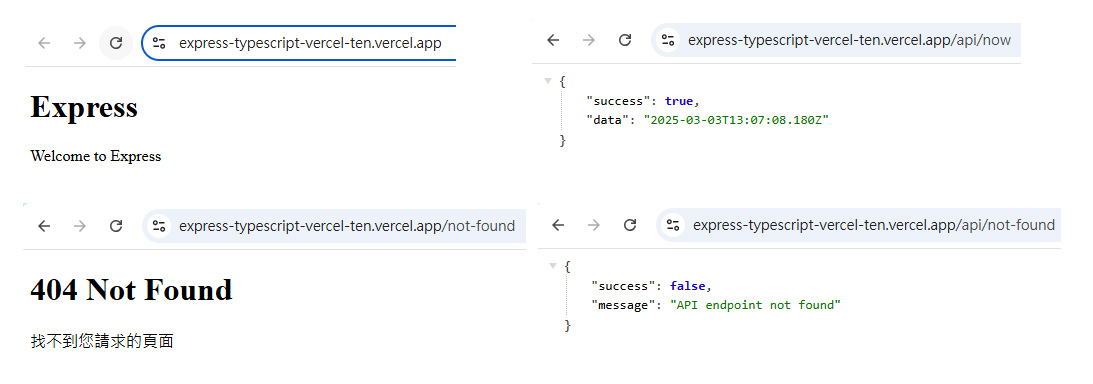 express-typescript-vercel-ten.vercel.app
Express
Welcome to Express
express-typescript-vercel-ten.vercel.app/api/now
{
"success": true,
"data": "2025-03-03T13:07:08.180Z"
}
express-typescript-vercel-ten.vercel.app/not-found
404 Not Found
找不到您請求的頁面
express-typescript-vercel-ten.vercel.app/api/not-found
{
"success": false,
"message": "API endpoint not found"
}